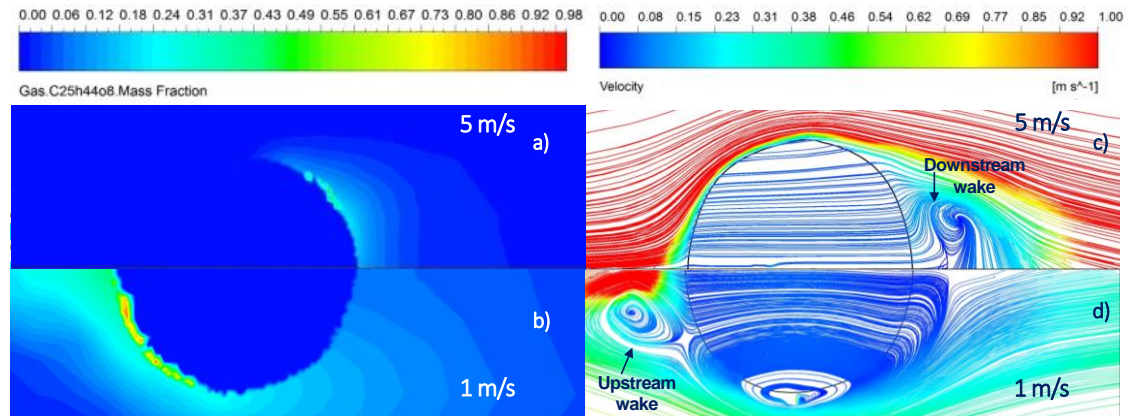 0.00 0.06 0.12 0.18 0.24 0.30 0.37 0.43 0.49 0.55 0.61 0.67 0.73 0.80 0.86 0.92 0.98
Gas.C25h44o8.Mass Fraction
0.00 0.08 0.15 0.23 0.31 0.38 0.46 0.54 0.62 0.69 0.77 0.85 0.92 1.00
Velocity [m s^-1]
5 m/s
a)
b)
1 m/s
5 m/s
c)
Downstream
wake
d)
Upstream
wake
1 m/s